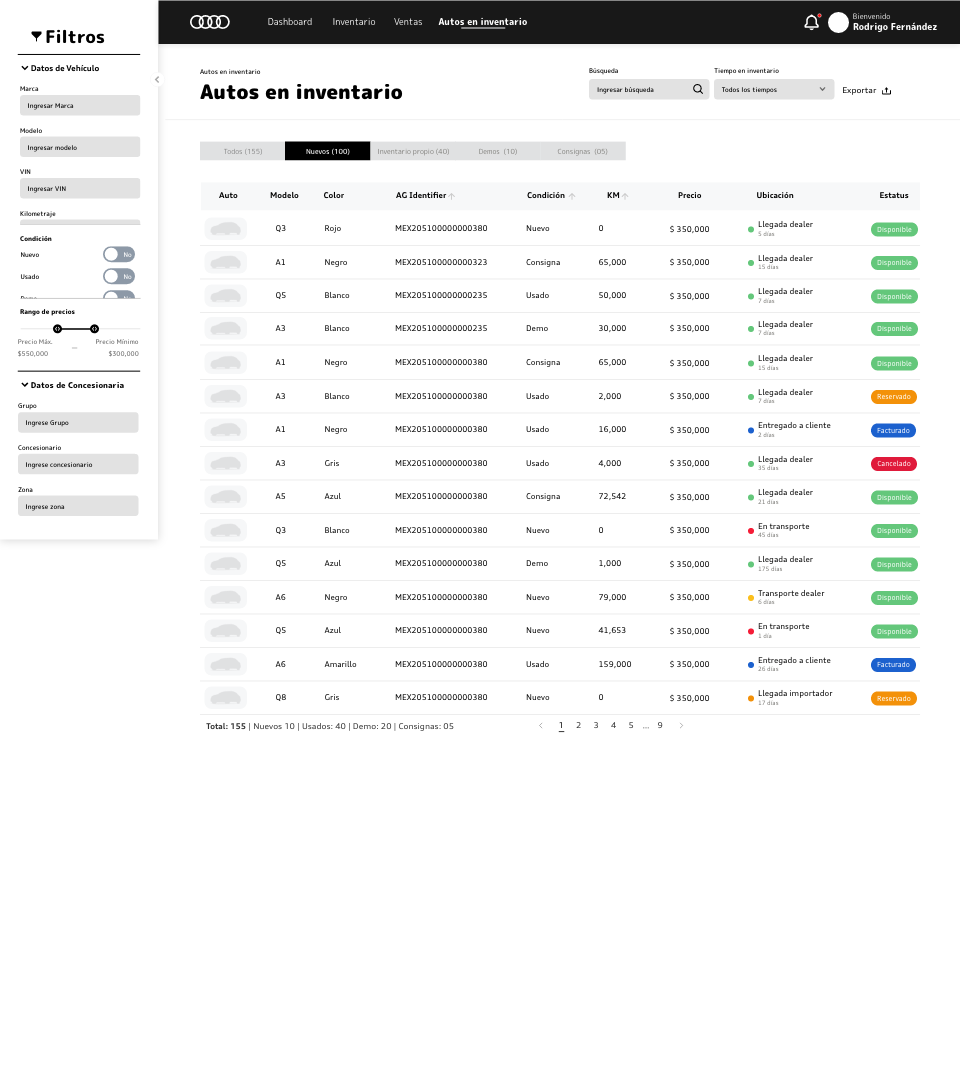 Dashboard Inventario Ventas Autos en inventario
Bienvenido
Rodrigo Fernández
Filtros
Datos de Vehículo
Marca
Ingresar Marca
Modelo
Ingresar modelo
VIN
Ingresar VIN
Kilometraje
Condición
Nuevo No
Usado No
Rango de precios
Precio Máx. — Precio Mínimo
$550,000 $300,000
Datos de Concesionaria
Grupo
Ingrese Grupo
Concesionario
Ingrese concesionario
Zona
Ingrese zona
Autos en inventario
Autos en inventario
Búsqueda
Ingresar búsqueda
Tiempo en inventario
Todos los tiempos
Exportar
Todos (155) Nuevos (100) Inventario propio (40) Demos (10) Consignas (05)
Auto Modelo Color AG Identifier Condición KM Precio Ubicación Estatus
Q3 Rojo MEX205100000000380 Nuevo 0 $ 350,000 Llegada dealer Disponible
5 días
A1 Negro MEX205100000000323 Consigna 65,000 $ 350,000 Llegada dealer Disponible
15 días
Q5 Blanco MEX205100000000235 Usado 50,000 $ 350,000 Llegada dealer Disponible
7 días
A3 Blanco MEX205100000000235 Demo 30,000 $ 350,000 Llegada dealer Disponible
7 días
A1 Negro MEX205100000000380 Consigna 65,000 $ 350,000 Llegada dealer Disponible
15 días
A3 Blanco MEX205100000000380 Usado 2,000 $ 350,000 Llegada dealer Reservado
7 días
A1 Negro MEX205100000000380 Usado 16,000 $ 350,000 Entregado a cliente Facturado
2 días
A3 Gris MEX205100000000380 Usado 4,000 $ 350,000 Llegada dealer Cancelado
35 días
A5 Azul MEX205100000000380 Consigna 72,542 $ 350,000 Llegada dealer Disponible
21 días
Q3 Blanco MEX205100000000380 Nuevo 0 $ 350,000 En transporte Disponible
45 días
Q5 Azul MEX205100000000380 Demo 1,000 $ 350,000 Llegada dealer Disponible
175 días
A6 Negro MEX205100000000380 Nuevo 79,000 $ 350,000 Transporte dealer Disponible
6 días
Q5 Azul MEX205100000000380 Nuevo 41,653 $ 350,000 En transporte Disponible
1 día
A6 Amarillo MEX205100000000380 Usado 159,000 $ 350,000 Entregado a cliente Facturado
26 días
Q8 Gris MEX205100000000380 Nuevo 0 $ 350,000 Llegada importador Reservado
17 días
Total: 155 | Nuevos 10 | Usados: 40 | Demo: 20 | Consignas: 05
1 2 3 4 5 ... 9